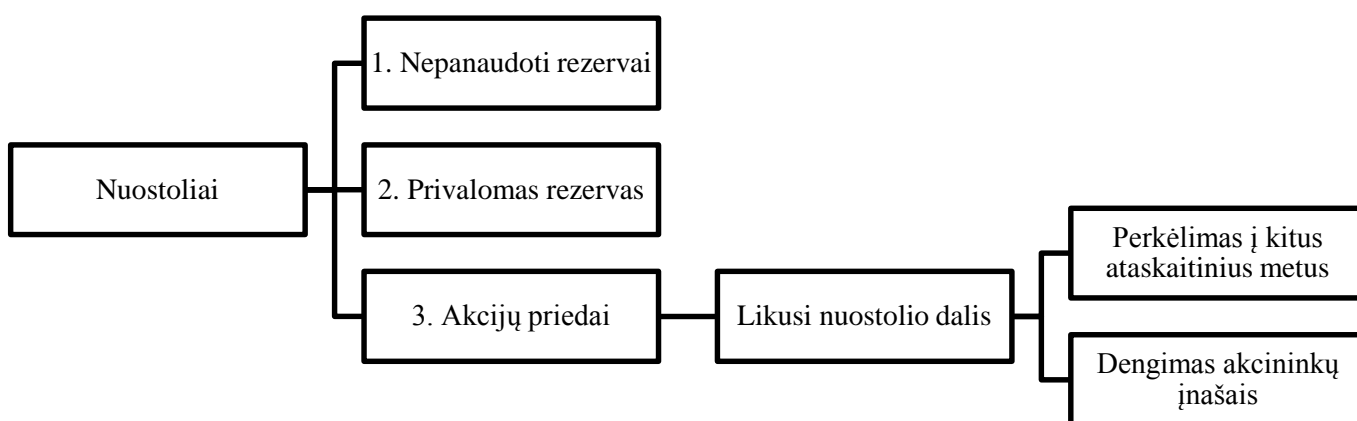 1. Nepanaudoti rezervai
Nuostoliai
2. Privalomas rezervas
3. Akcijų priedai
Likusi nuostolio dalis
Perkėlimas į kitus
ataskaitinius metus
Dengimas akcininkų
įnašais